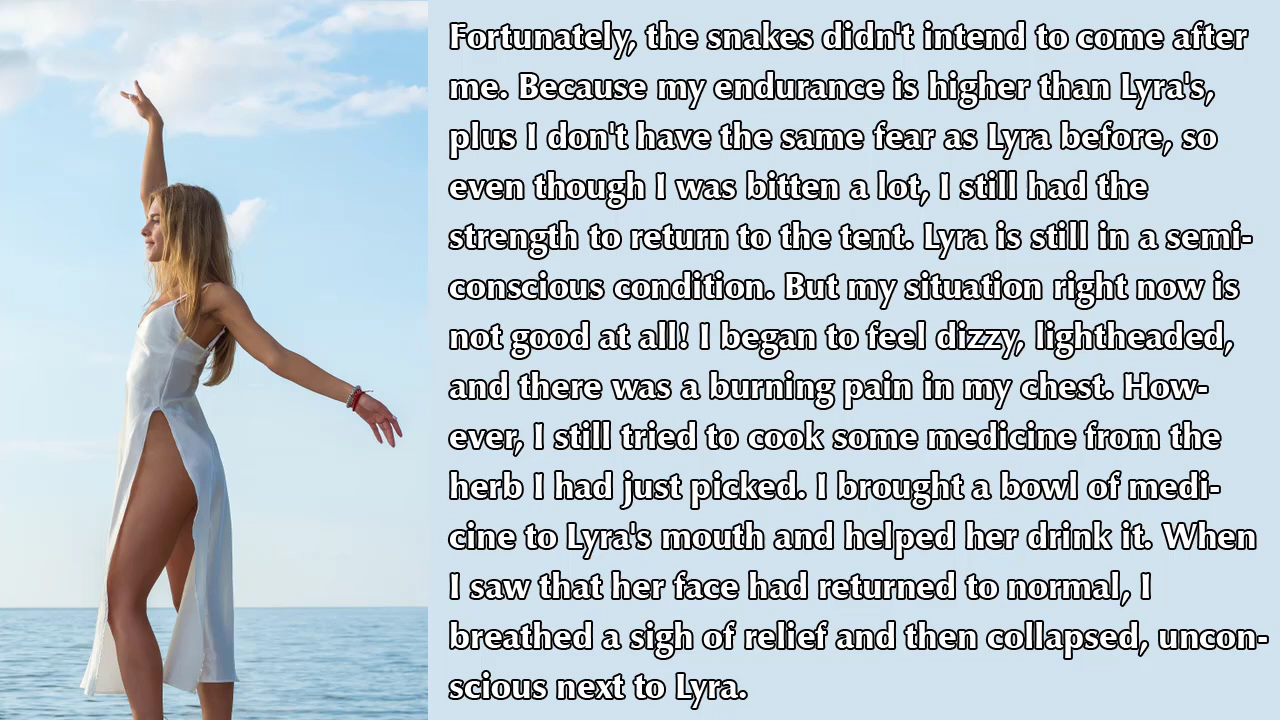 Fortunately, the snakes didn't intend to come after
me. Because my endurance is higher than Lyra's,
plus I don't have the same fear as Lyra before, so
even though I was bitten a lot, I still had the
strength to return to the tent. Lyra is still in a semi-
conscious condition. But my situation right now is
not good at all! I began to feel dizzy, lightheaded,
and there was a burning pain in my chest. How-
ever, I still tried to cook some medicine from the
herb I had just picked. I brought a bowl of medi-
cine to Lyra's mouth and helped her drink it. When
I saw that her face had returned to normal, I
breathed a sigh of relief and then collapsed, uncon-
scious next to Lyra.